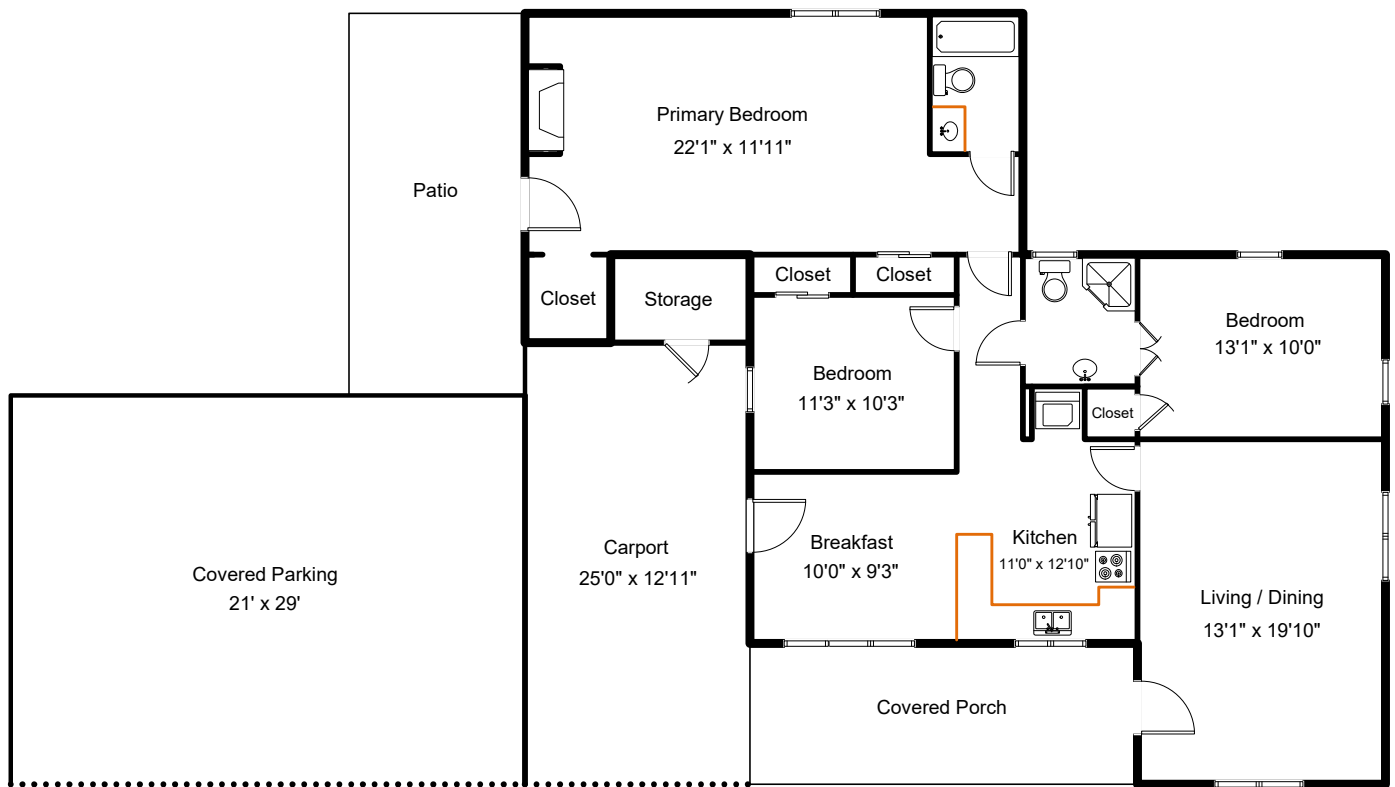 Primary Bedroom
22'1" x 11'11"
Patio
Closet
Storage
Closet
Closet
Bedroom
13'1" x 10'0"
Bedroom
11'3" x 10'3"
Closet
Covered Parking
21' x 29'
Carport
25'0" x 12'11"
Breakfast
10'0" x 9'3"
Kitchen
11'0" x 12'10"
Living / Dining
13'1" x 19'10"
Covered Porch